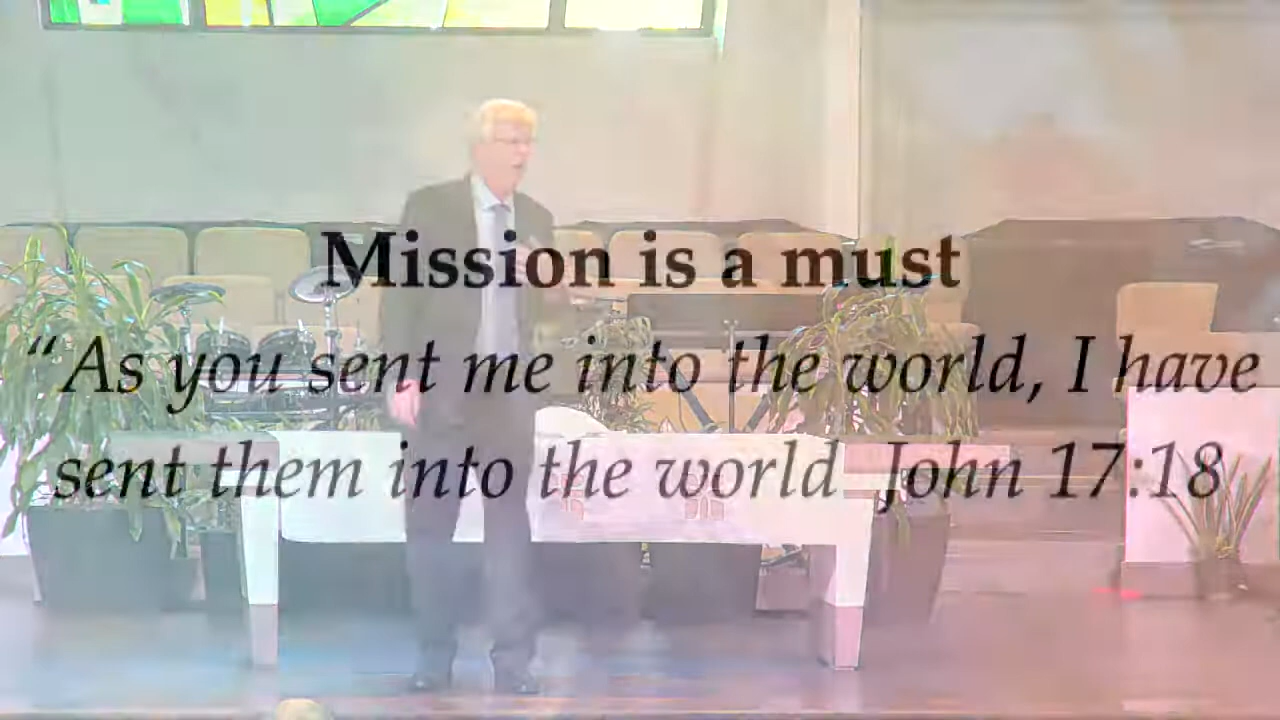 Mission is a must
“As you sent me into the world, I have
sent them into the world John 17:18